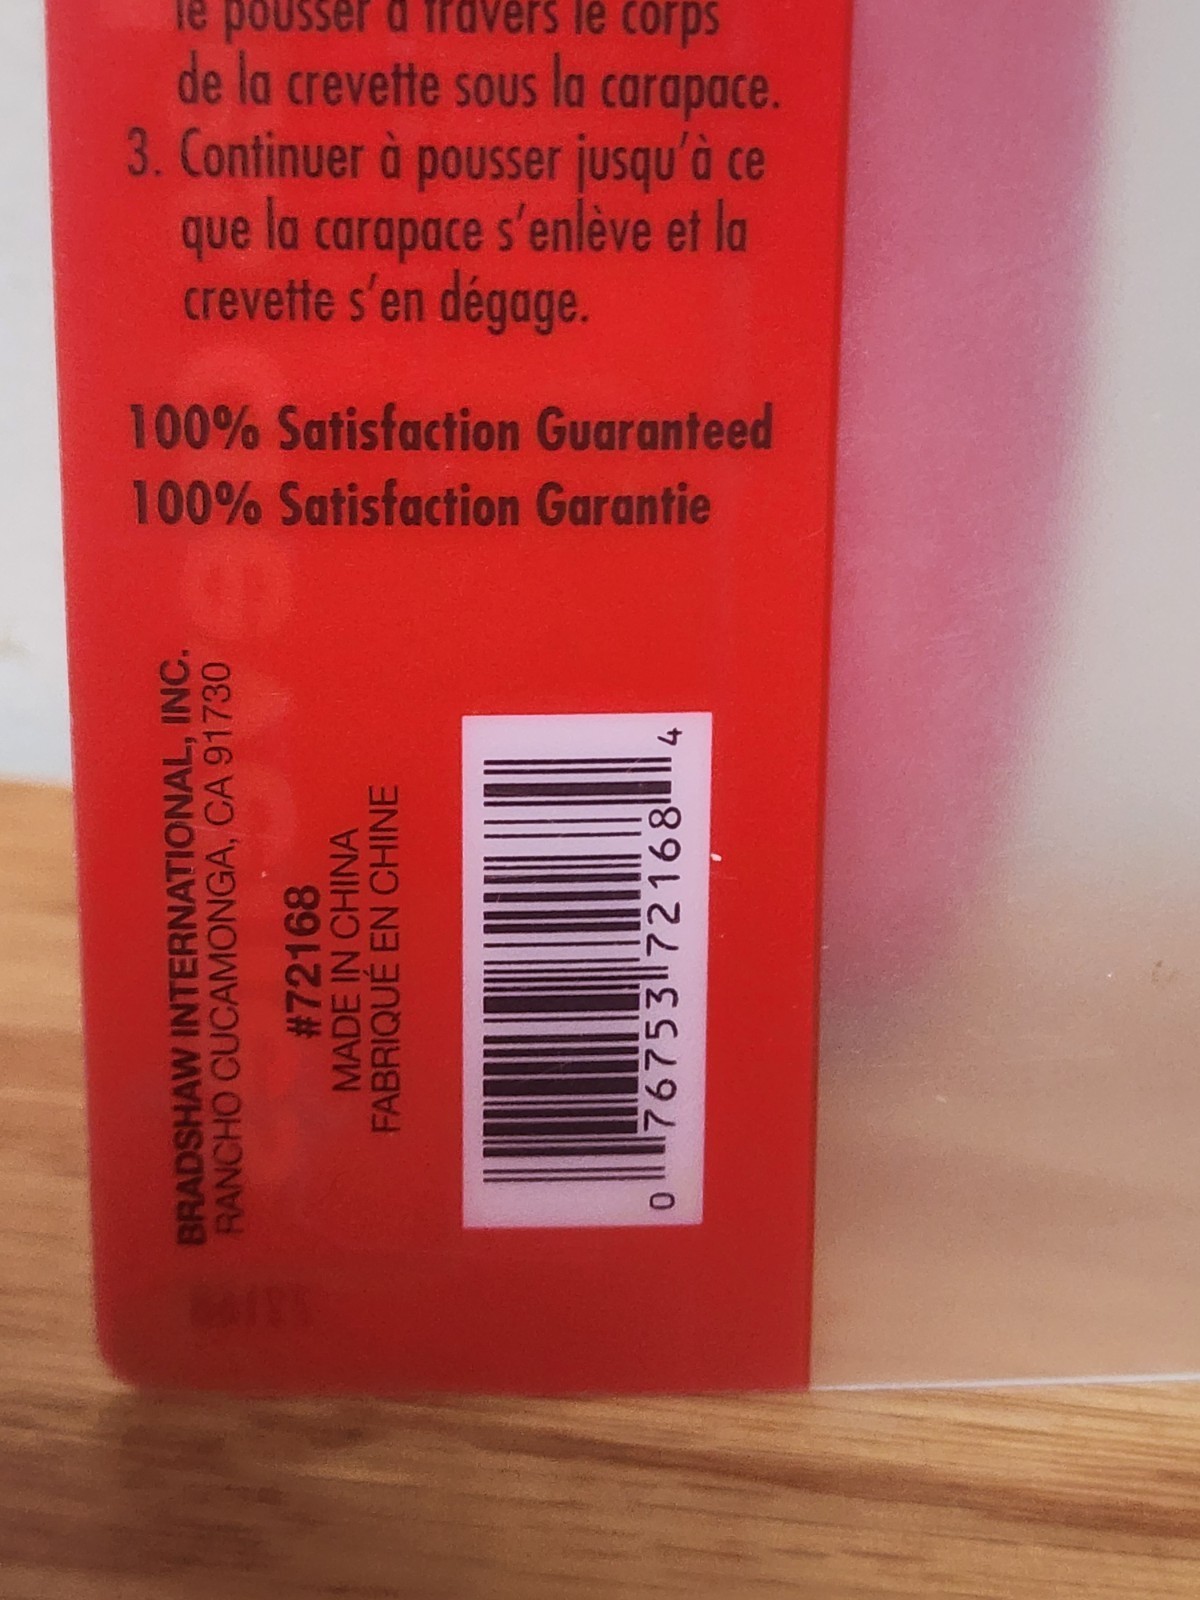 le pousser à travers le corps
de la crevette sous la carapace.
3. Continuer à pousser jusqu'à ce
que la carapace s'enlève et la
crevette s'en dégage.
100% Satisfaction Guaranteed
100% Satisfaction Garantie
BRADSHAW INTERNATIONAL, INC.
RANCHO CUCAMONGA, CA 91730
#72168
MADE IN CHINA
FABRIQUÉ EN CHINE
0 76753 72168 4